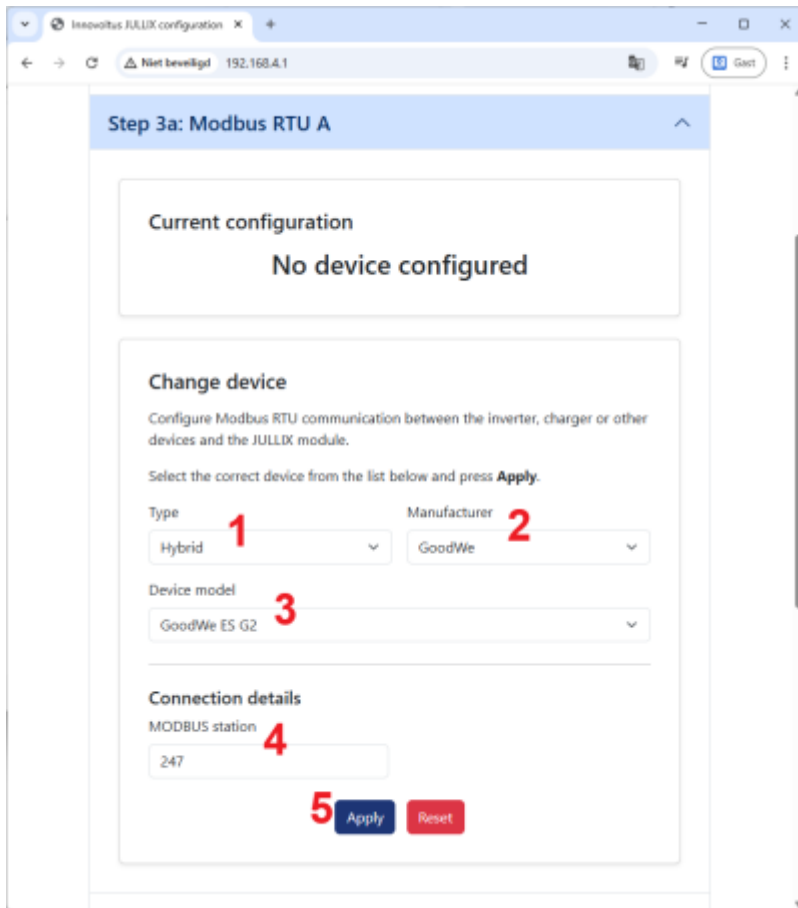 Innovoltus JULLIX configuration
Niet beveiligd 192.168.4.1 Gast
Step 3a: Modbus RTU A
Current configuration
No device configured
Change device
Configure Modbus RTU communication between the inverter, charger or other
devices and the JULLIX module.
Select the correct device from the list below and press Apply.
Type 1 Manufacturer 2
Hybrid GoodWe
Device model 3
GoodWe ES G2
Connection details
MODBUS station 4
247
5 Apply Reset